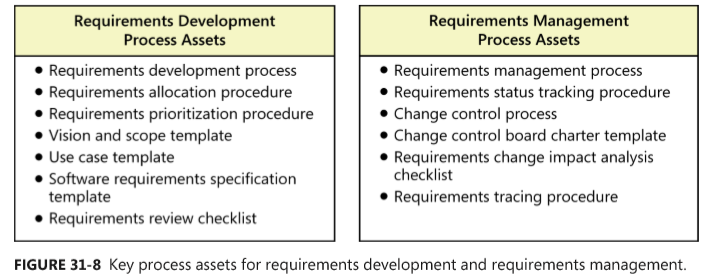 Requirements Development
Process Assets
• Requirements development process
• Requirements allocation procedure
• Requirements prioritization procedure
• Vision and scope template
• Use case template
• Software requirements specification
template
• Requirements review checklist
Requirements Management
Process Assets
• Requirements management process
• Requirements status tracking procedure
• Change control process
• Change control board charter template
• Requirements change impact analysis
checklist
• Requirements tracing procedure
FIGURE 31-8 Key process assets for requirements development and requirements management.